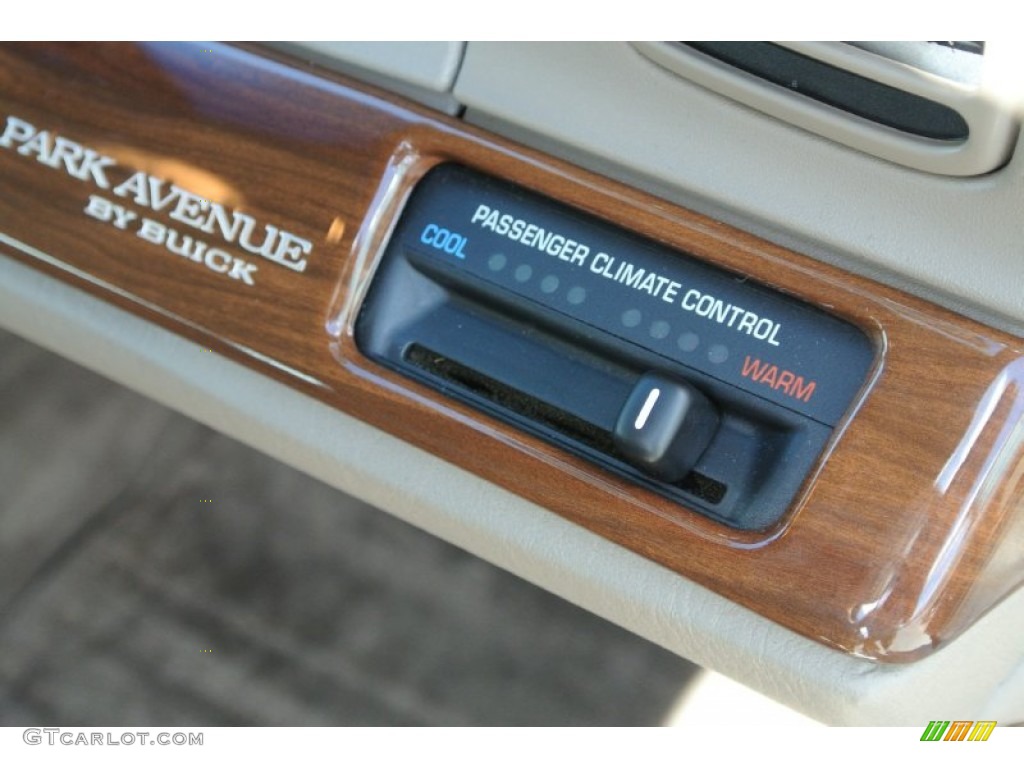 PARK AVENUE
BY BUICK
PASSENGER CLIMATE CONTROL
COOL
WARM
GTCARLOT.COM